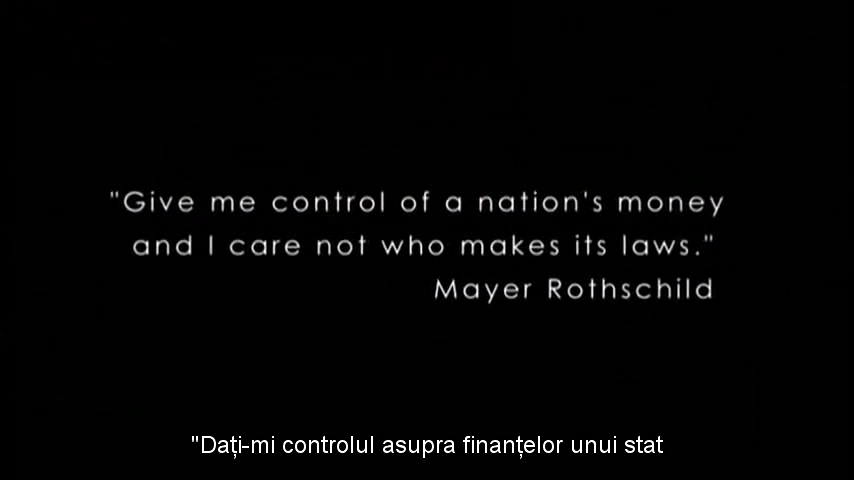 "Give me control of a nation's money
and I care not who makes its laws."
Mayer Rothschild
"Dați-mi controlul asupra finanțelor unui stat